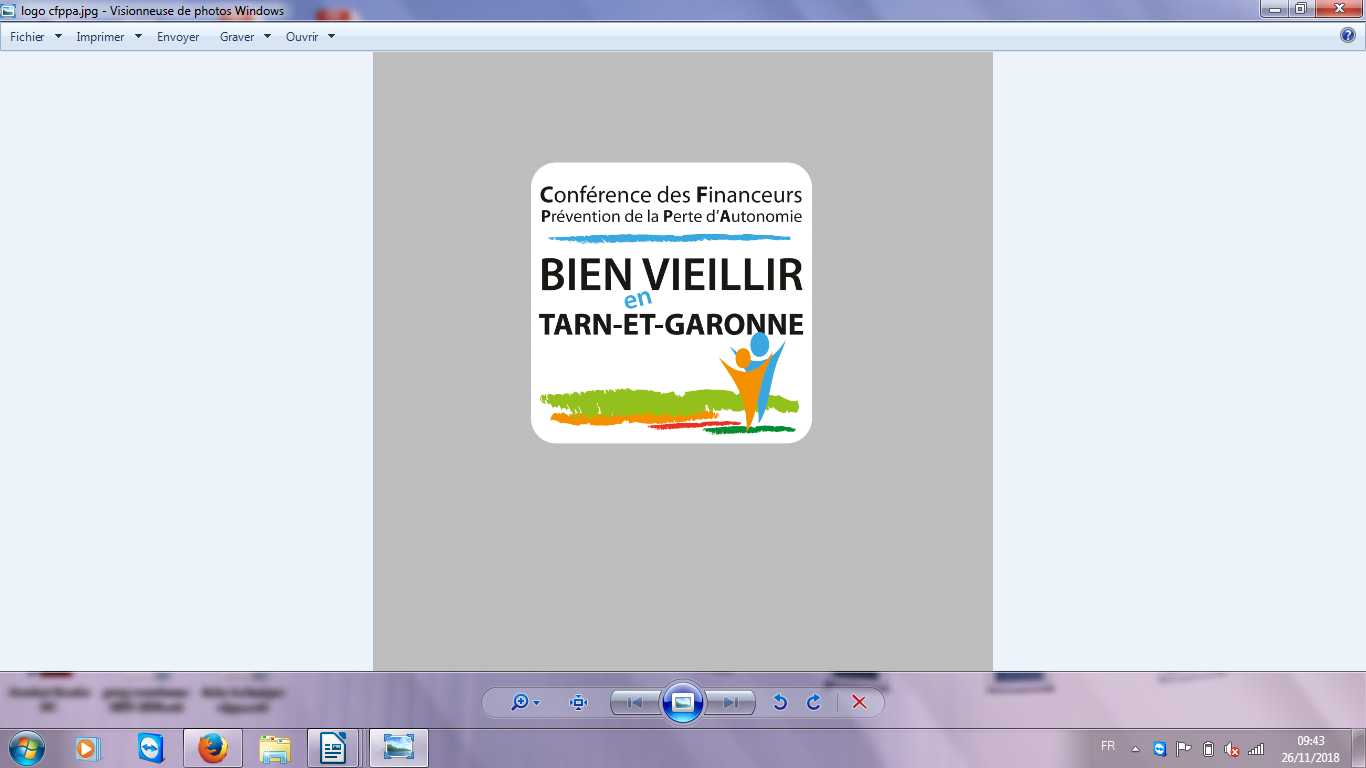 logo cfppa.jpg - Visionneuse de photos Windows
Fichier Imprimer Envoyer Graver Ouvrir
Conférence des Financeurs
Prévention de la Perte d'Autonomie
BIEN VIEILLIR
en
TARN-ET-GARONNE
FR
09:43
26/11/2018